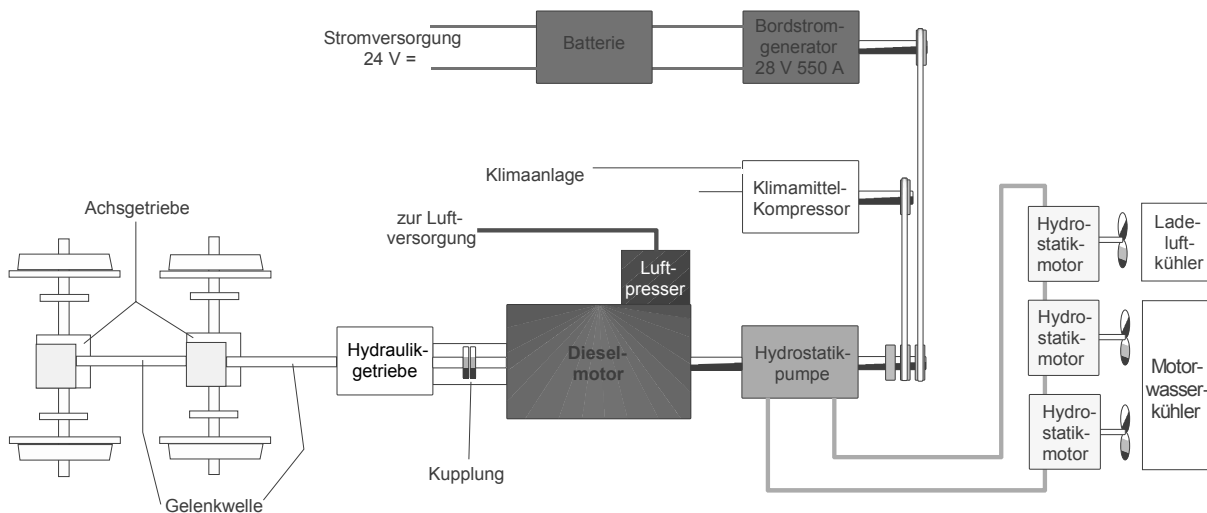 Stromversorgung
24 V =
Batterie
Bordstrom-
generator
28 V 550 A
Klimaanlage
Klimamittel-
Kompressor
Achsgetriebe
zur Luft-
versorgung
Luft-
presser
Hydro-
statik-
motor
Lade-
luft-
kühler
Hydraulik-
getriebe
Diesel-
motor
Hydrostatik-
pumpe
Hydro-
statik-
motor
Motor-
wasser-
kühler
Hydro-
statik-
motor
Kupplung
Gelenkwelle